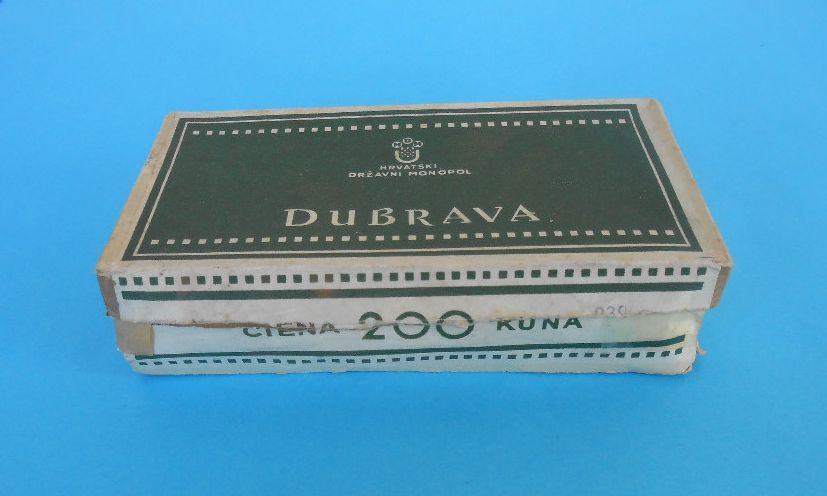 HRVATSKI
DRŽAVNI MONOPOL
DUBRAVA
CIENA 200 KUNA